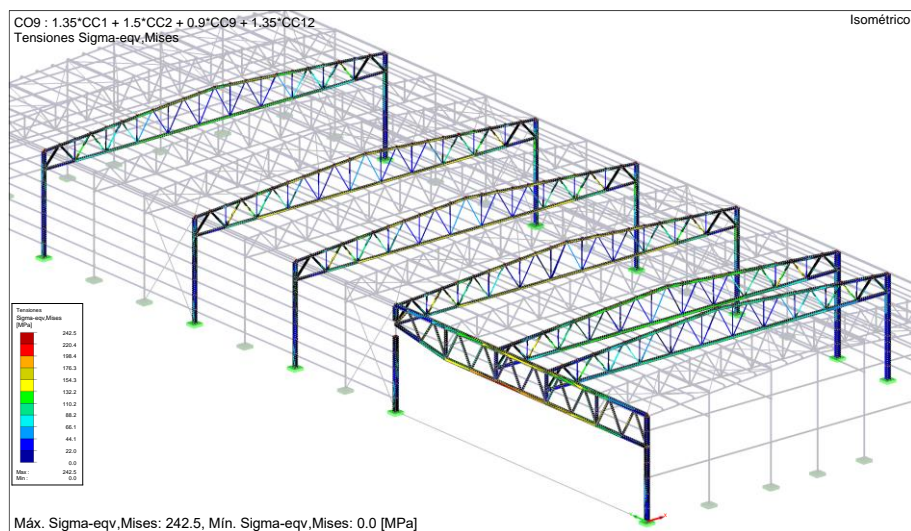 CO9 : 1.35*CC1 + 1.5*CC2 + 0.9*CC9 + 1.35*CC12
Isométrico
Tensiones Sigma-eqv,Mises
Tensiones
Sigma-eqv,Mises
[MPa]
242.5
220.4
198.4
176.3
154.3
132.2
110.2
88.2
66.1
44.1
22.0
0.0
Max : 242.5
Min : 0.0
Máx. Sigma-eqv,Mises: 242.5, Mín. Sigma-eqv,Mises: 0.0 [MPa]